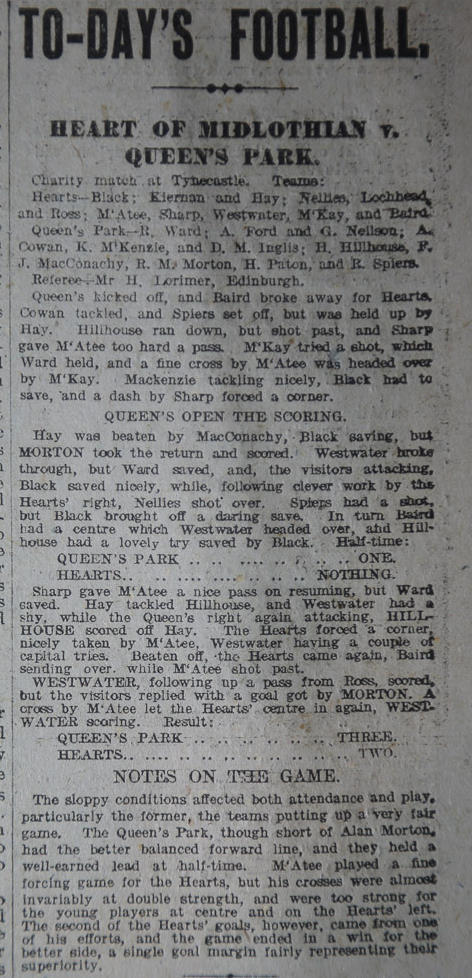 TO-DAY'S FOOTBALL.
HEART OF MIDLOTHIAN v.
QUEEN'S PARK.
Charity match at Tynecastle. Teams:
Hearts—Black; Kiernan and Hay; Nellies, Lochhead,
and Ross; M'Atee, Sharp, Westwater, M'Kay, and Baird.
Queen's Park—R. Ward; A. Ford and G. Neilson; A.
Cowan, K. M'Kenzie, and D. M. Inglis; H. Hillhouse, F.
J. MacConachy, R. M. Morton, H. Paton, and R. Spiers.
Referee—Mr H. Lorimer, Edinburgh.
Queen's kicked off, and Baird broke away for Hearts.
Cowan tackled, and Spiers set off, but was held up by
Hay. Hillhouse ran down, but shot past, and Sharp
gave M'Atee too hard a pass. M'Kay tried a shot, which
Ward held, and a fine cross by M'Atee was headed over
by M'Kay. Mackenzie tackling nicely, Black had to
save, and a dash by Sharp forced a corner.
QUEEN'S OPEN THE SCORING.
Hay was beaten by MacConachy, Black saving, but
MORTON took the return and scored. Westwater broke
through, but Ward saved, and, the visitors attacking,
Black saved nicely, while, following clever work by the
Hearts' right, Nellies shot over. Spiers had a shot,
but Black brought off a daring save. In turn Baird
had a centre which Westwater headed over, and Hill-
house had a lovely try saved by Black. Half-time:
QUEEN'S PARK .. .. .. .. .. .. .. ONE.
HEARTS.. .. .. .. .. .. .. .. NOTHING.
Sharp gave M'Atee a nice pass on resuming, but Ward
saved. Hay tackled Hillhouse, and Westwater had a
shy, while the Queen's right again attacking, HILL-
HOUSE scored off Hay. The Hearts forced a corner,
nicely taken by M'Atee, Westwater having a couple of
capital tries. Beaten off, the Hearts came again, Baird
sending over, while M'Atee shot past.
WESTWATER, following up a pass from Ross, scored,
but the visitors replied with a goal got by MORTON. A
cross by M'Atee let the Hearts' centre in again, WEST-
WATER scoring. Result:
QUEEN'S PARK .. .. .. .. .. .. THREE.
HEARTS.. .. .. .. .. .. .. .. .. TWO.
NOTES ON THE GAME.
The sloppy conditions affected both attendance and play,
particularly the former, the teams putting up a very fair
game. The Queen's Park, though short of Alan Morton,
had the better balanced forward line, and they held a
well-earned lead at half-time. M'Atee played a fine
forcing game for the Hearts, but his crosses were almost
invariably at double strength, and were too strong for
the young players at centre and on the Hearts' left.
The second of the Hearts' goals, however, came from one
of his efforts, and the game ended in a win for the
better side, a single goal margin fairly representing their
superiority.